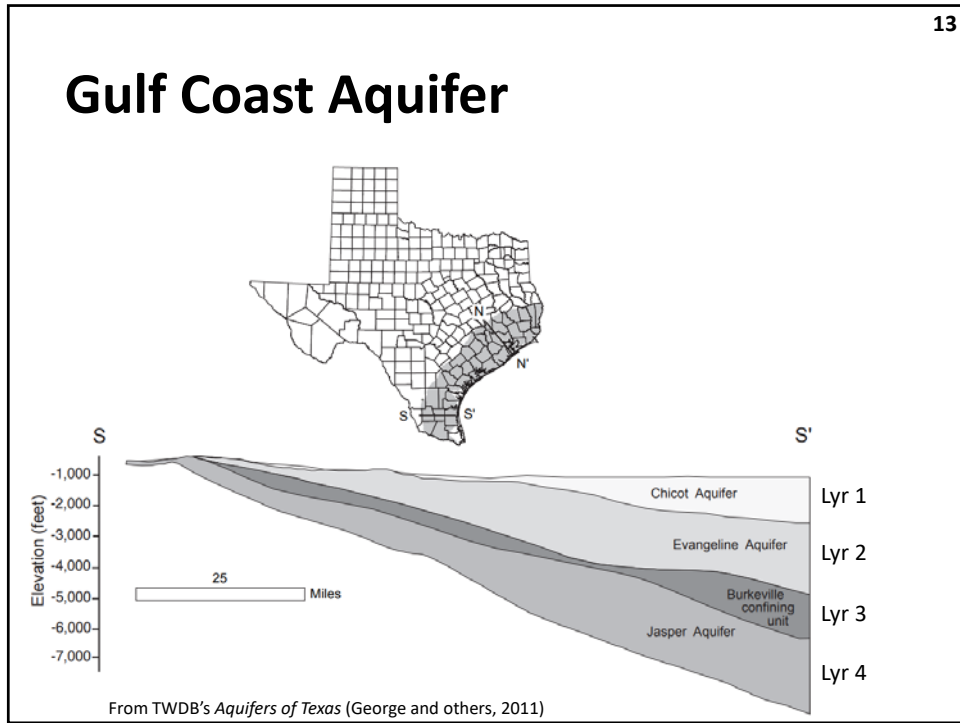 13
Gulf Coast Aquifer
N
N'
S
S'
S
S'
Elevation (feet)
-1,000
-2,000
-3,000
-4,000
-5,000
-6,000
-7,000
25
Miles
Chicot Aquifer
Evangeline Aquifer
Burkeville
confining
unit
Jasper Aquifer
Lyr 1
Lyr 2
Lyr 3
Lyr 4
From TWDB's Aquifers of Texas (George and others, 2011)